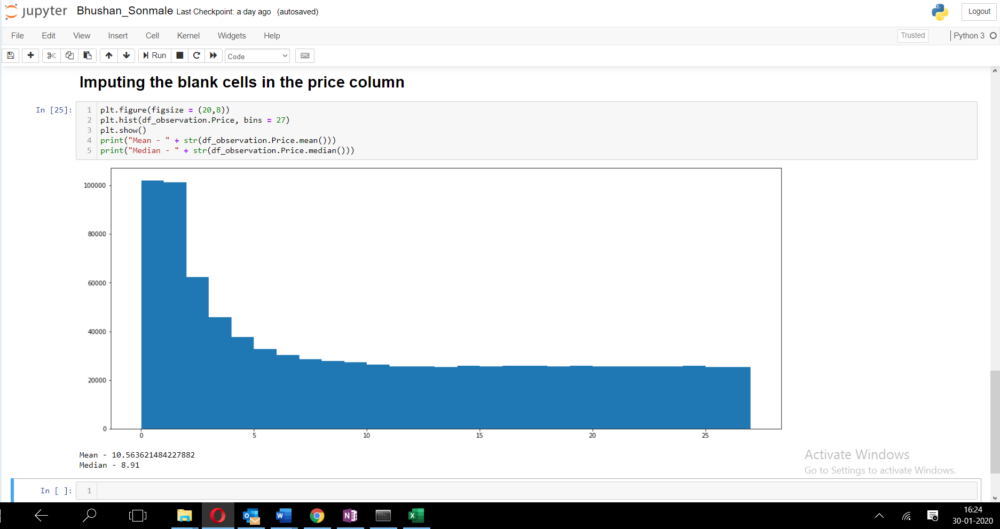 jupyter Bhushan_Sonmale Last Checkpoint: a day ago (autosaved) Logout
File Edit View Insert Cell Kernel Widgets Help Trusted Python 3
Run Code
Imputing the blank cells in the price column
In [25]:
1 plt.figure(figsize = (20,8))
2 plt.hist(df_observation.Price, bins = 27)
3 plt.show()
4 print("Mean - " + str(df_observation.Price.mean()))
5 print("Median - " + str(df_observation.Price.median()))
100000
80000
60000
40000
20000
0
0 5 10 15 20 25
Mean - 10.563621484227882
Median - 8.91
Activate Windows
Go to Settings to activate Windows.
In [ ]: 1
16:24
30-01-2020